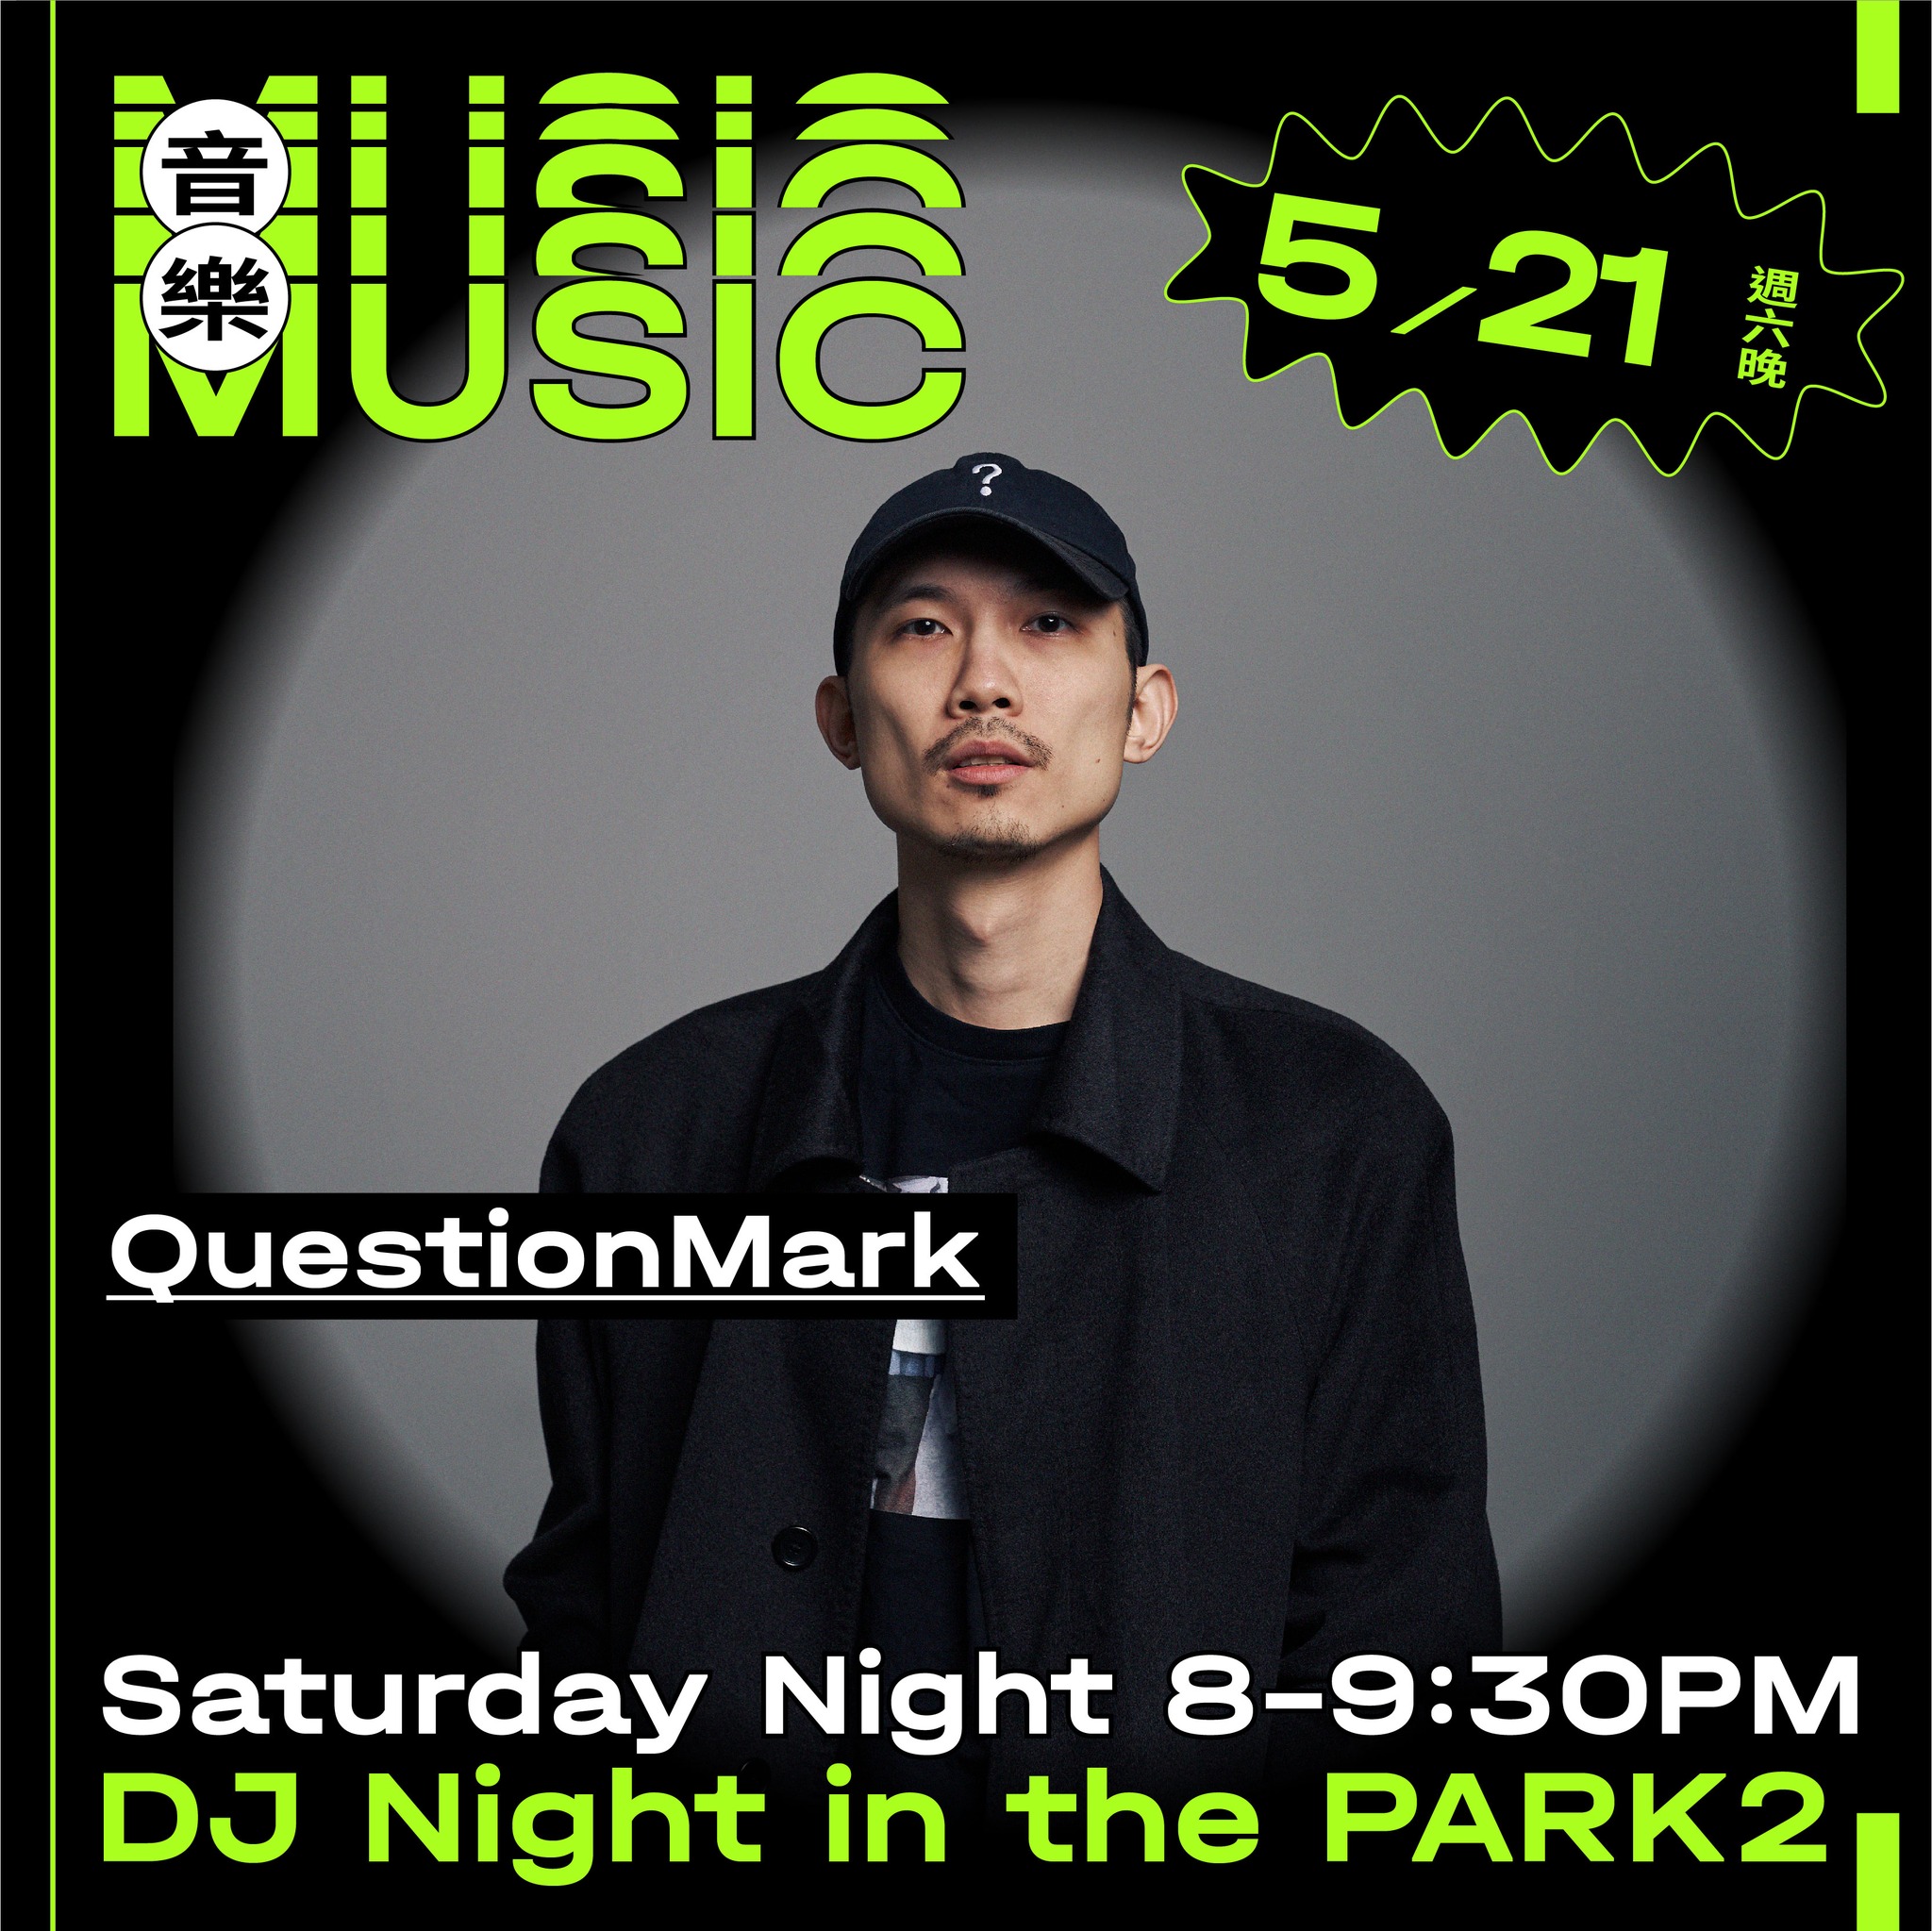 MUSIC
音樂
5/21
週六晚
?
QuestionMark
Saturday Night 8-9:30PM
DJ Night in the PARK2